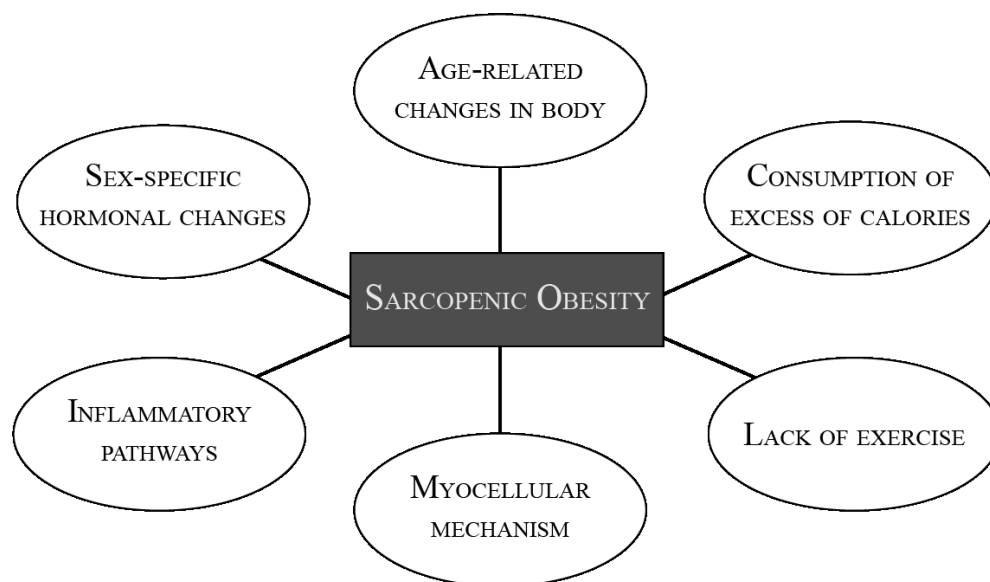 Age-related
changes in body
Sex-specific
hormonal changes
Consumption of
excess of calories
Sarcopenic Obesity
Inflammatory
pathways
Myocellular
mechanism
Lack of exercise